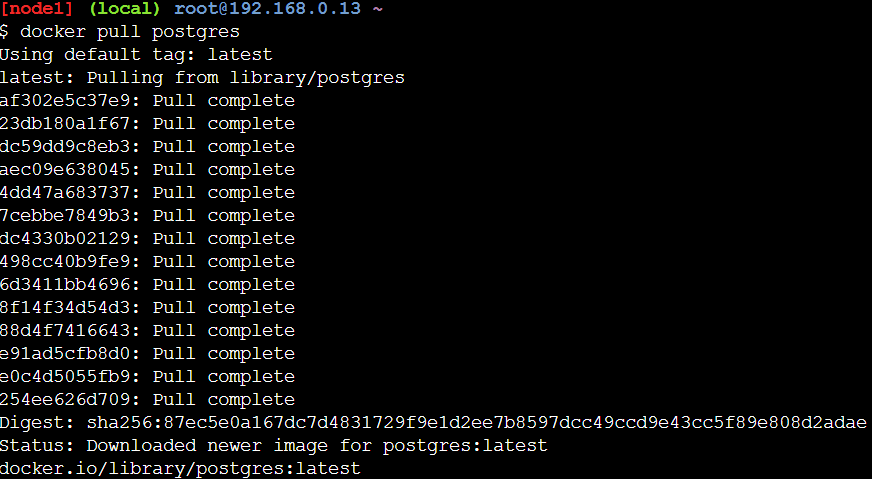 [node1] (local) root@192.168.0.13 ~
$ docker pull postgres
Using default tag: latest
latest: Pulling from library/postgres
af302e5c37e9: Pull complete
23db180a1f67: Pull complete
dc59dd9c8eb3: Pull complete
aec09e638045: Pull complete
4dd47a683737: Pull complete
7cebbe7849b3: Pull complete
dc4330b02129: Pull complete
498cc40b9fe9: Pull complete
6d3411bb4696: Pull complete
8f14f34d54d3: Pull complete
88d4f7416643: Pull complete
e91ad5cfb8d0: Pull complete
e0c4d5055fb9: Pull complete
254ee626d709: Pull complete
Digest: sha256:87ec5e0a167dc7d4831729f9e1d2ee7b8597dcc49ccd9e43cc5f89e808d2adae
Status: Downloaded newer image for postgres:latest
docker.io/library/postgres:latest